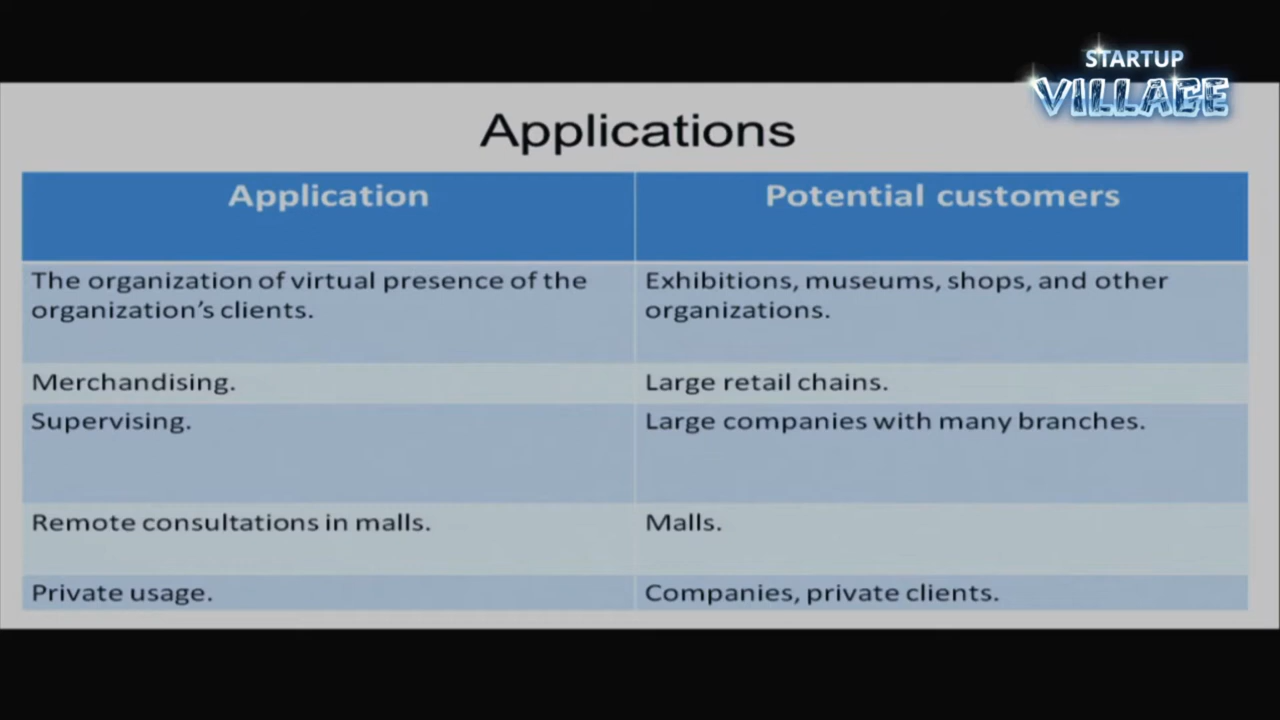 STARTUP
VILLAGE
Applications
Application
Potential customers
The organization of virtual presence of the
organization's clients.
Exhibitions, museums, shops, and other
organizations.
Merchandising.
Large retail chains.
Supervising.
Large companies with many branches.
Remote consultations in malls.
Malls.
Private usage.
Companies, private clients.